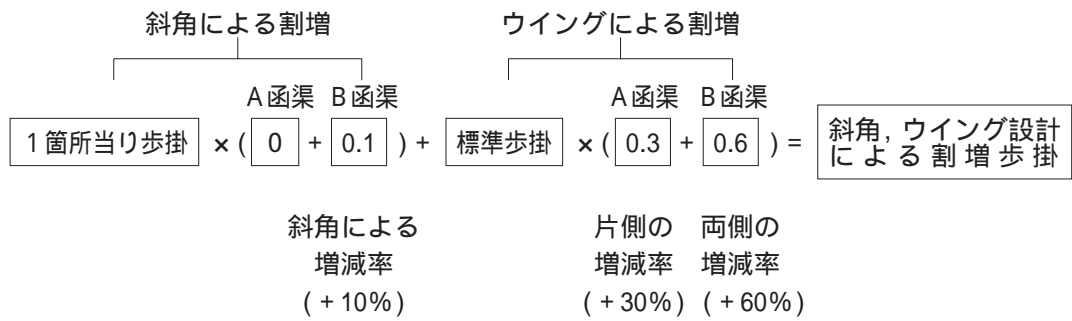 斜角による割増 ウイングによる割増
A函渠 B函渠 A函渠 B函渠
1箇所当り歩掛 ×( 0 + 0.1 )+ 標準歩掛 ×( 0.3 + 0.6 )= 斜角，ウイング設計
による割増歩掛
斜角による 片側の 両側の
増減率 増減率 増減率
(+10%) (+30%) (+60%)